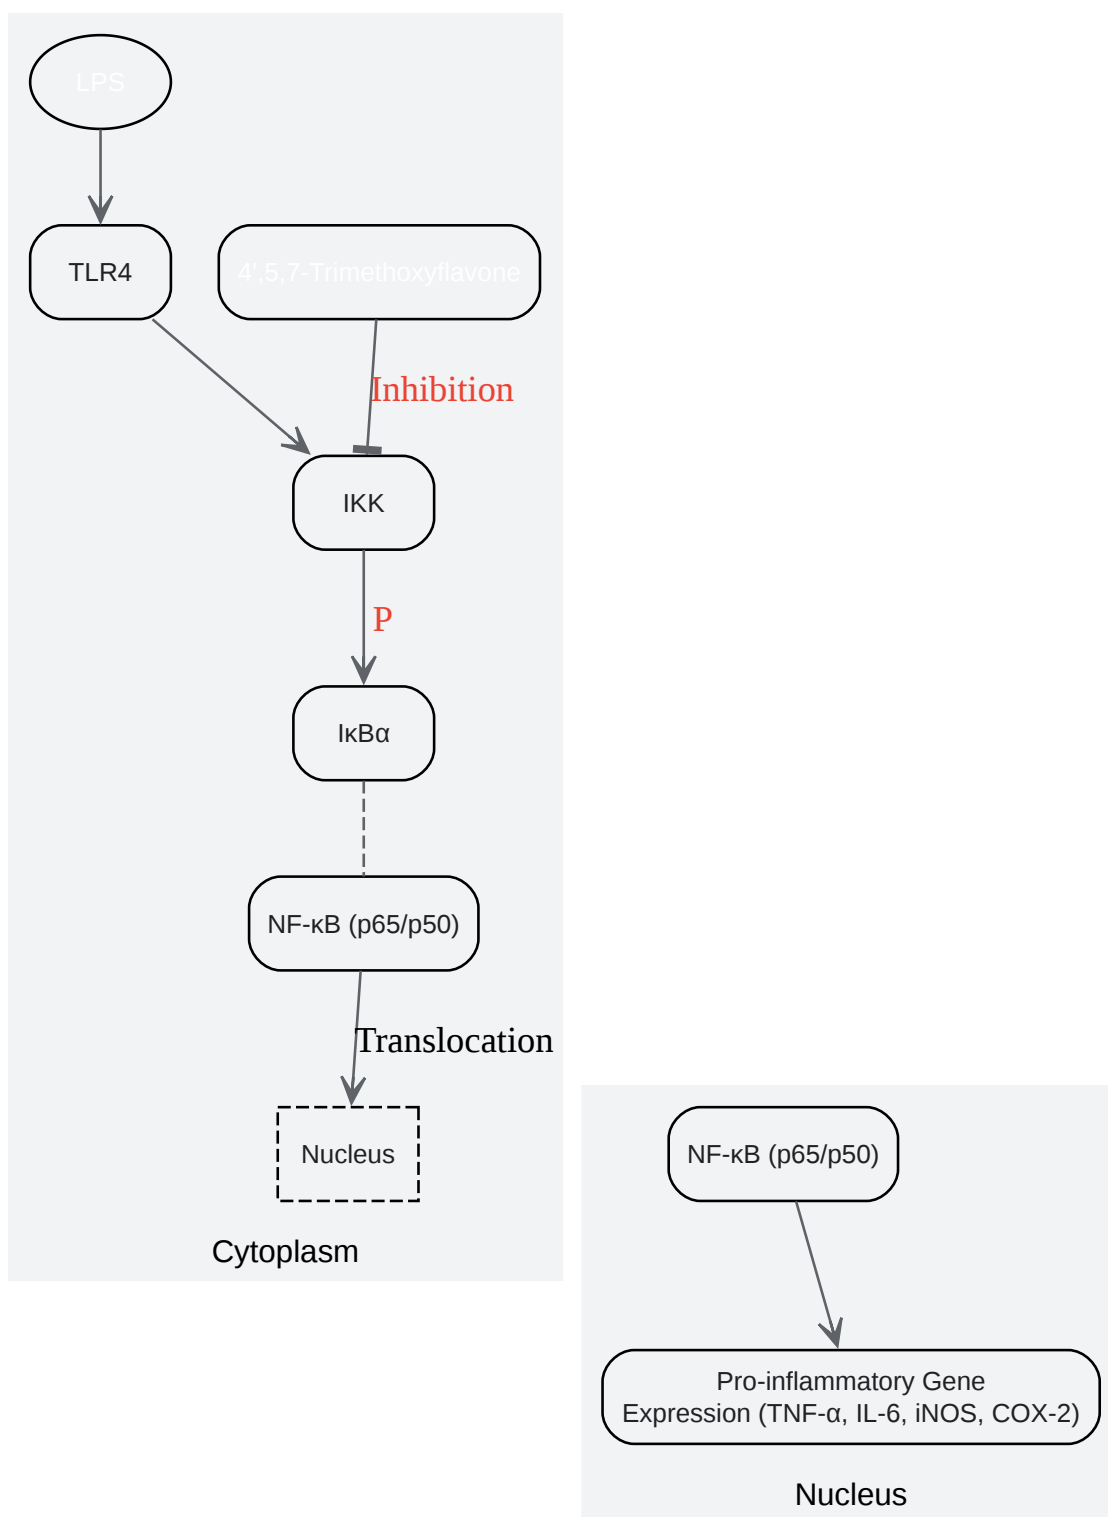 LPS
TLR4
4',5,7-Trimethoxyflavone
Inhibition
IKK
P
IκBα
NF-κB (p65/p50)
Translocation
Nucleus
Cytoplasm
NF-κB (p65/p50)
Pro-inflammatory Gene
Expression (TNF-α, IL-6, iNOS, COX-2)
Nucleus